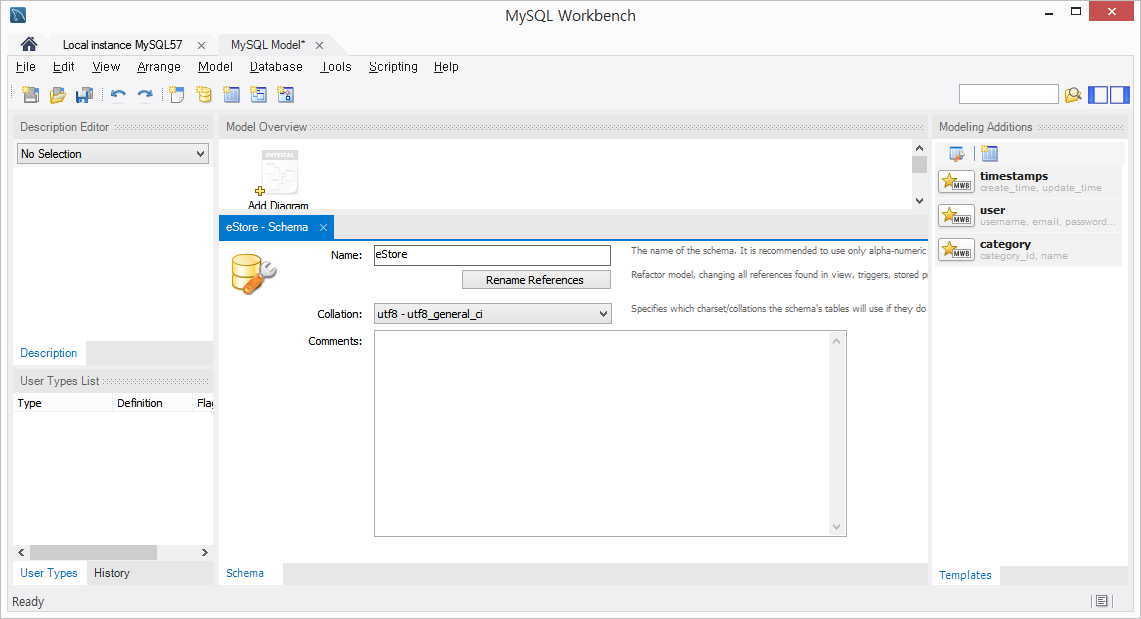 MySQL Workbench
Local instance MySQL57
MySQL Model*
File Edit View Arrange Model Database Tools Scripting Help
Description Editor
No Selection
Description
User Types List
Type Definition Flag
User Types History
Model Overview
PHYSICAL
Add Diagram
eStore - Schema
Name: eStore
The name of the schema. It is recommended to use only alpha-numeric
Rename References
Refactor model, changing all references found in view, triggers, stored p
Collation: utf8 - utf8_general_ci
Specifies which charset/collations the schema's tables will use if they do
Comments:
Schema
Modeling Additions
MWB
timestamps
create_time, update_time
MWB
user
username, email, password...
MWB
category
category_id, name
Templates
Ready